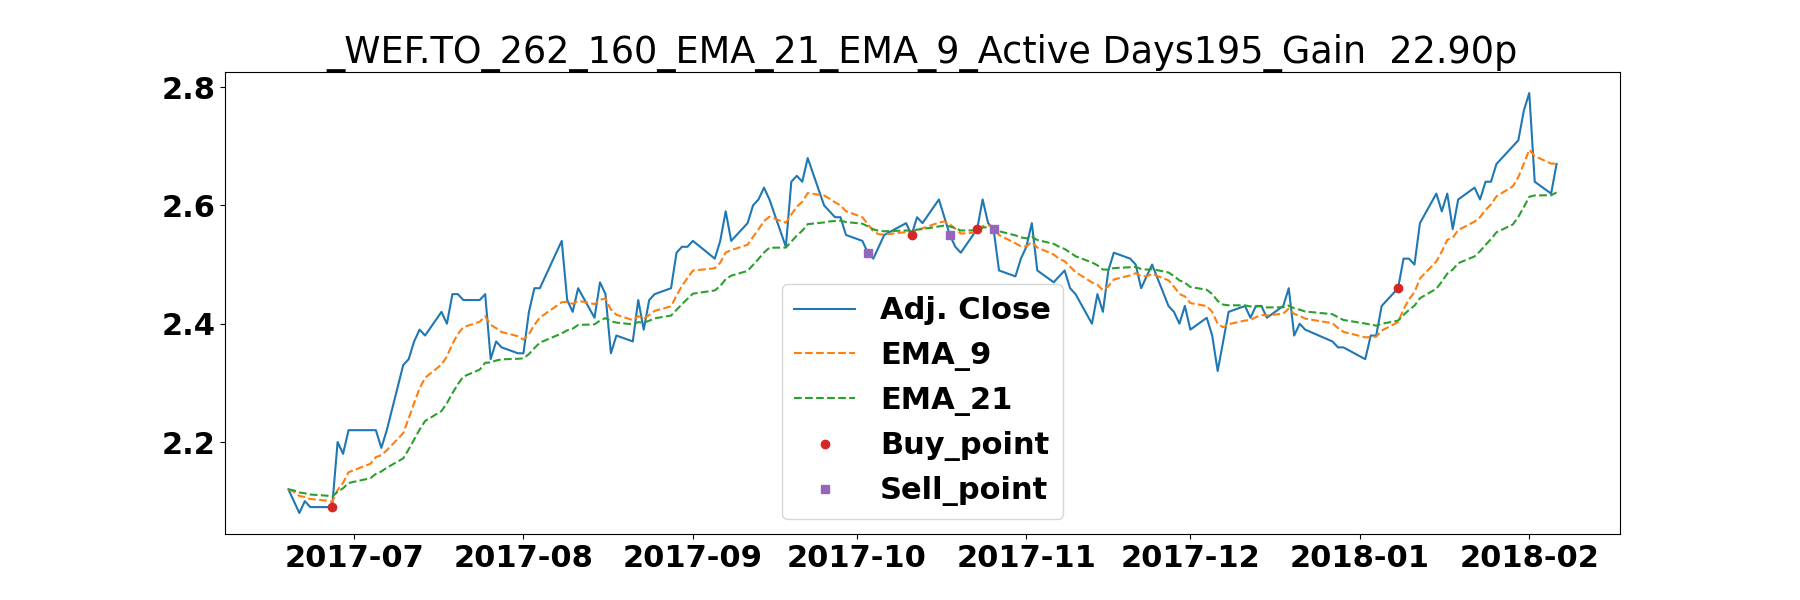 _WEF.TO_262_160_EMA_21_EMA_9_Active Days195_Gain  22.90p
2.8
2.6
2.4
2.2
Adj. Close
EMA_9
EMA_21
Buy_point
Sell_point
2017-07 2017-08 2017-09 2017-10 2017-11 2017-12 2018-01 2018-02